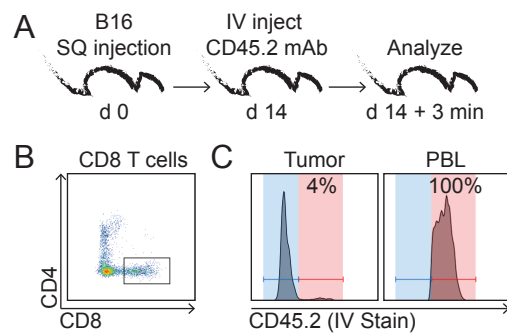 A
B16
SQ injection
IV inject
CD45.2 mAb
Analyze
d 0
d 14
d 14 + 3 min
B
CD8 T cells
CD4
CD8
C
Tumor
PBL
4%
100%
CD45.2 (IV Stain)